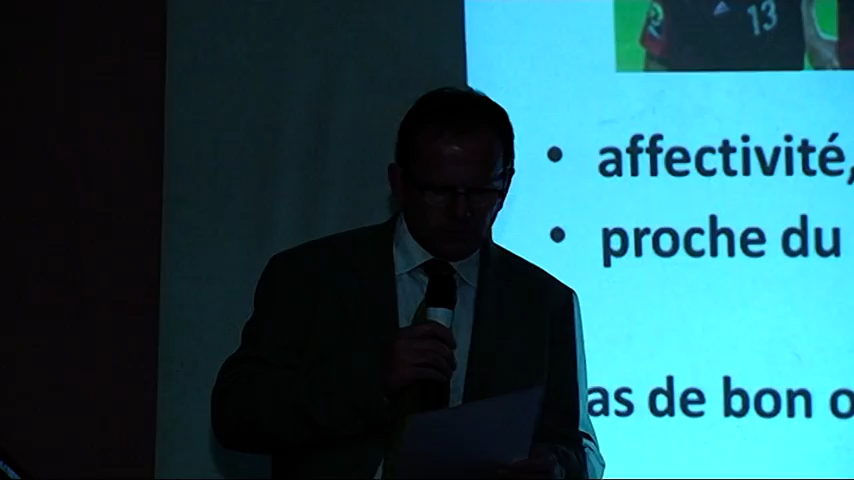 13
• affectivité,
• proche du
as de bon o